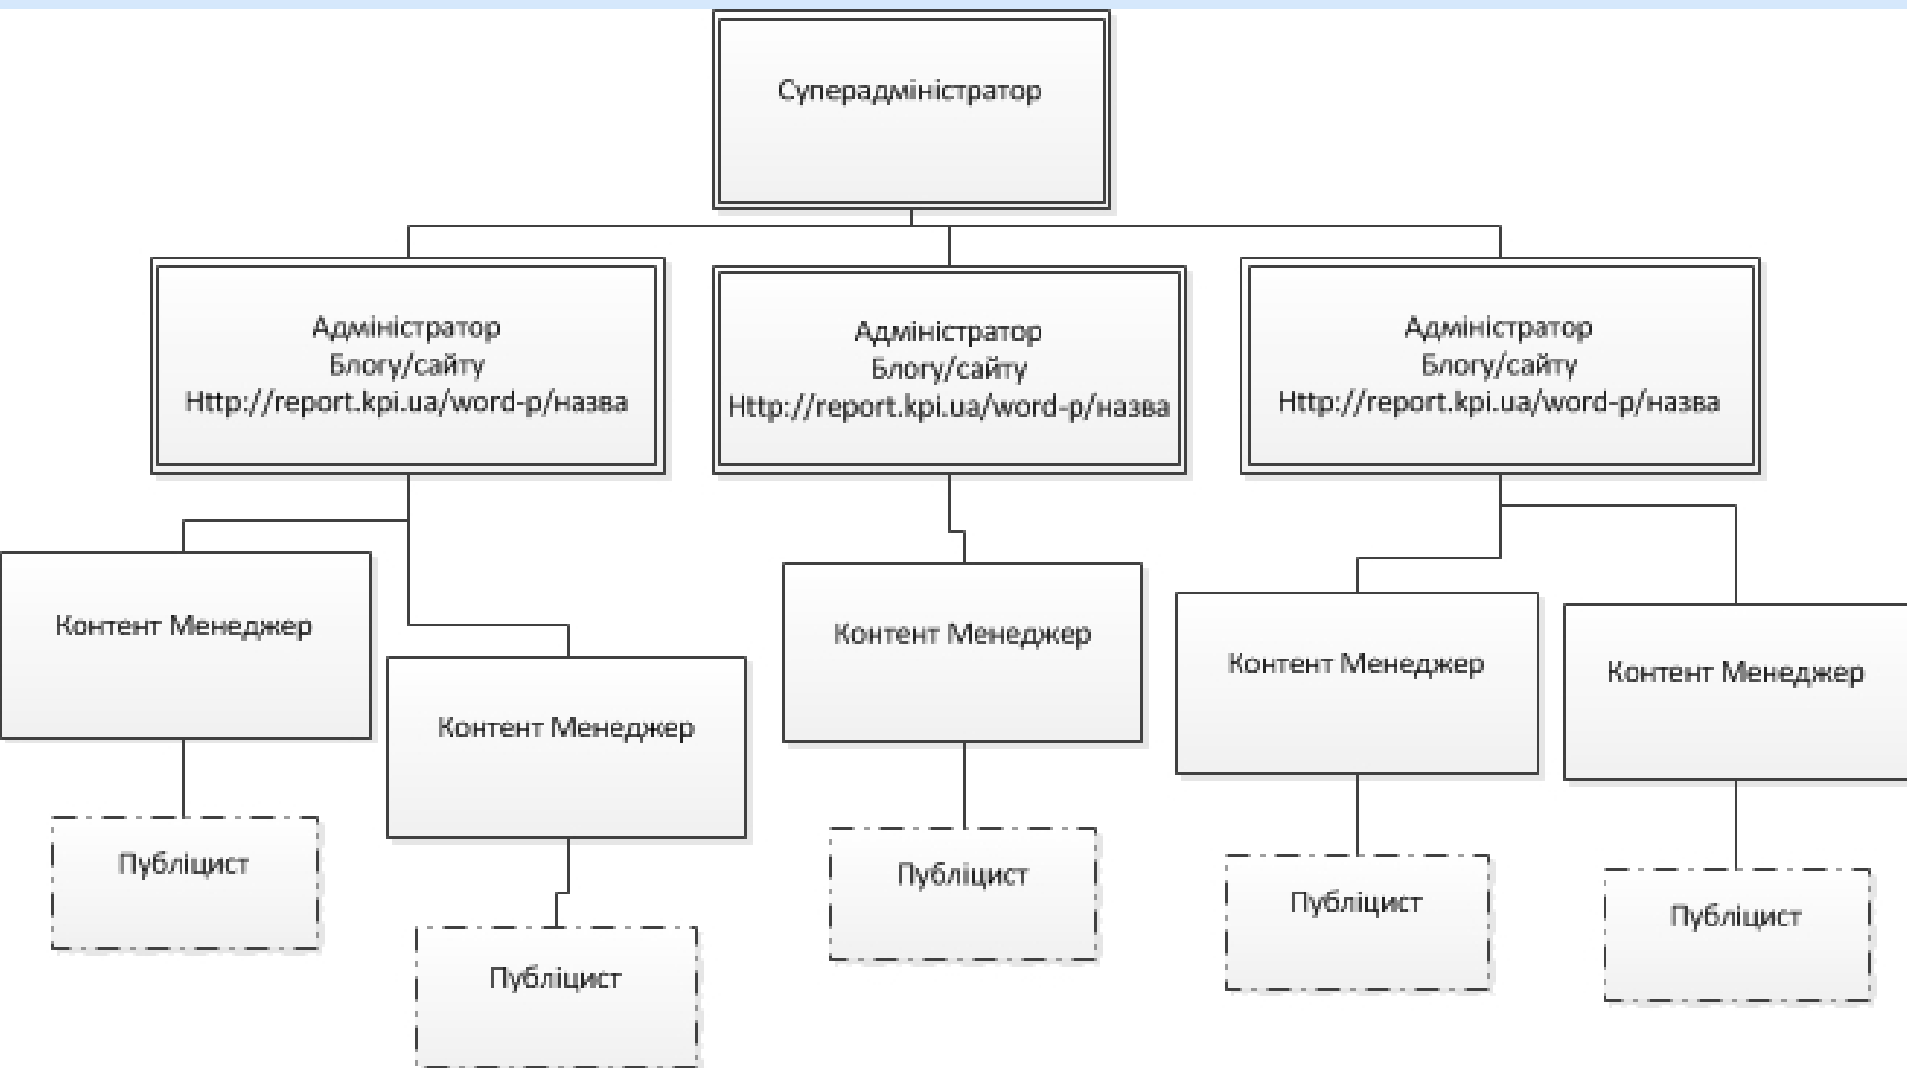 Суперадміністратор
Адміністратор
Блогу/сайту
Http://report.kpi.ua/word-p/назва
Адміністратор
Блогу/сайту
Http://report.kpi.ua/word-p/назва
Адміністратор
Блогу/сайту
Http://report.kpi.ua/word-p/назва
Контент Менеджер
Контент Менеджер
Контент Менеджер
Контент Менеджер
Контент Менеджер
Публіцист
Публіцист
Публіцист
Публіцист
Публіцист